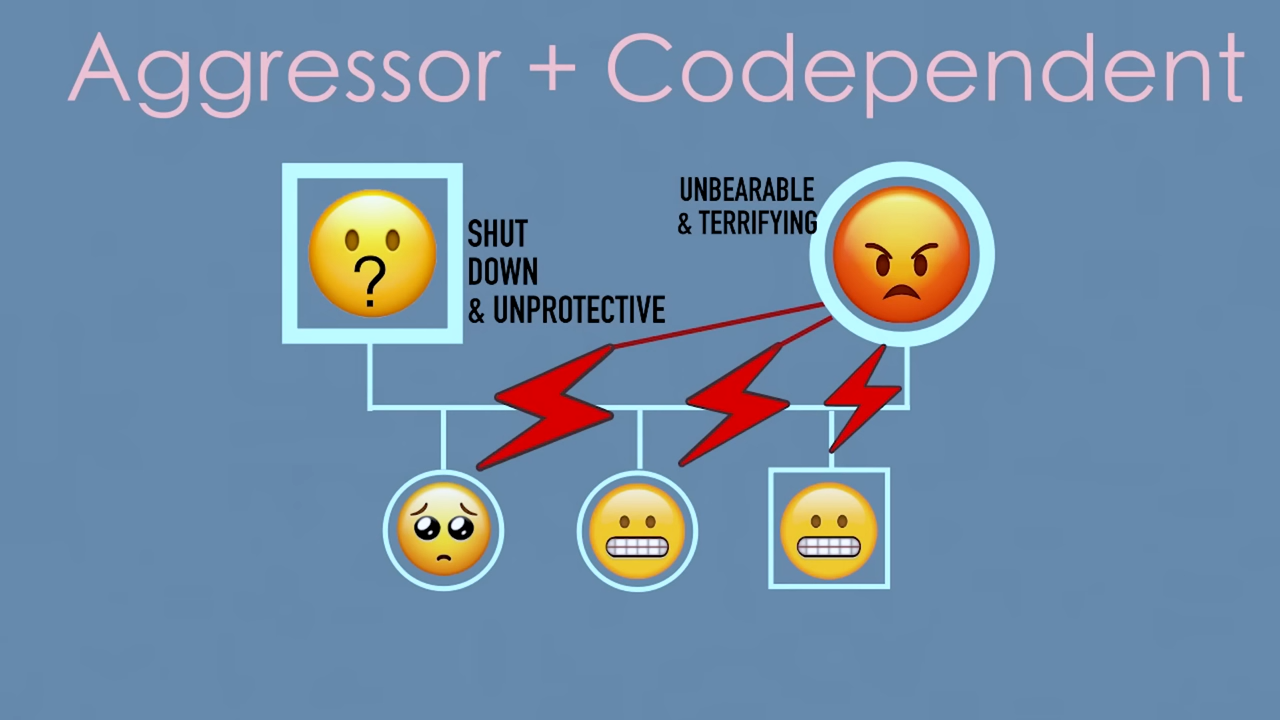 Aggressor + Codependent
UNBEARABLE
& TERRIFYING
SHUT
DOWN
& UNPROTECTIVE
?